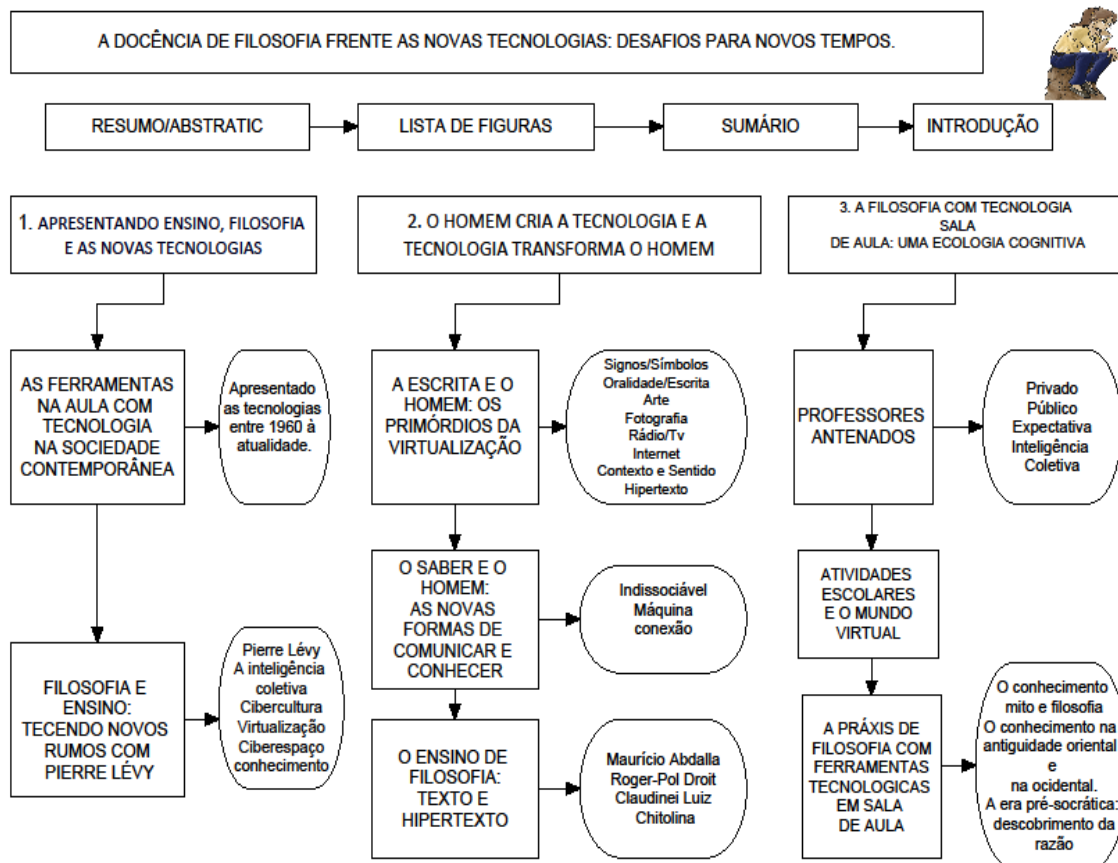 A DOCÊNCIA DE FILOSOFIA FRENTE AS NOVAS TECNOLOGIAS: DESAFIOS PARA NOVOS TEMPOS.
RESUMO/ABSTRATIC
LISTA DE FIGURAS
SUMÁRIO
INTRODUÇÃO
1. APRESENTANDO ENSINO, FILOSOFIA
E AS NOVAS TECNOLOGIAS
AS FERRAMENTAS
NA AULA COM
TECNOLOGIA
NA SOCIEDADE
CONTEMPORÂNEA
Apresentado
as tecnologias
entre 1960 à
atualidade.
FILOSOFIA E
ENSINO:
TECENDO NOVOS
RUMOS COM
PIERRE LÉVY
Pierre Lévy
A inteligência
coletiva
Cibercultura
Virtualização
Ciberespaço
conhecimento
2. O HOMEM CRIA A TECNOLOGIA E A
TECNOLOGIA TRANSFORMA O HOMEM
A ESCRITA E O
HOMEM: OS
PRIMÓRDIOS DA
VIRTUALIZAÇÃO
Signos/Símbolos
Oralidade/Escrita
Arte
Fotografia
Rádio/Tv
Internet
Contexto e Sentido
Hipertexto
O SABER E O
HOMEM:
AS NOVAS
FORMAS DE
COMUNICAR E
CONHECER
Indissociável
Máquina
conexão
O ENSINO DE
FILOSOFIA:
TEXTO E
HIPERTEXTO
Maurício Abdalla
Roger-Pol Droit
Claudinei Luiz
Chitolina
3. A FILOSOFIA COM TECNOLOGIA
SALA
DE AULA: UMA ECOLOGIA COGNITIVA
PROFESSORES
ANTENADOS
Privado
Público
Expectativa
Inteligência
Coletiva
ATIVIDADES
ESCOLARES
E O MUNDO
VIRTUAL
A PRÁXIS DE
FILOSOFIA COM
FERRAMENTAS
TECNOLOGICAS
EM SALA
DE AULA
O conhecimento
mito e filosofia
O conhecimento na
antiguidade oriental
e
na ocidental.
A era pré-socrática:
descobrimento da
razão